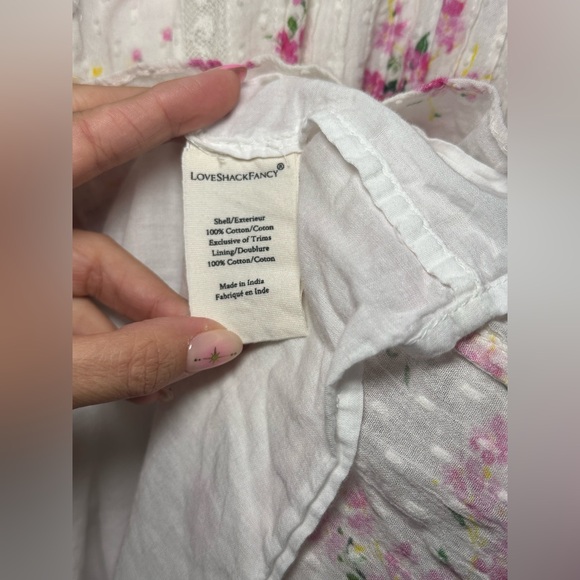 LOVESHACKFANCY®
Shell/Exterieur
100% Cotton/Coton
Exclusive of Trims
Lining/Doublure
100% Cotton/Coton
Made in India
Fabriqué en Inde